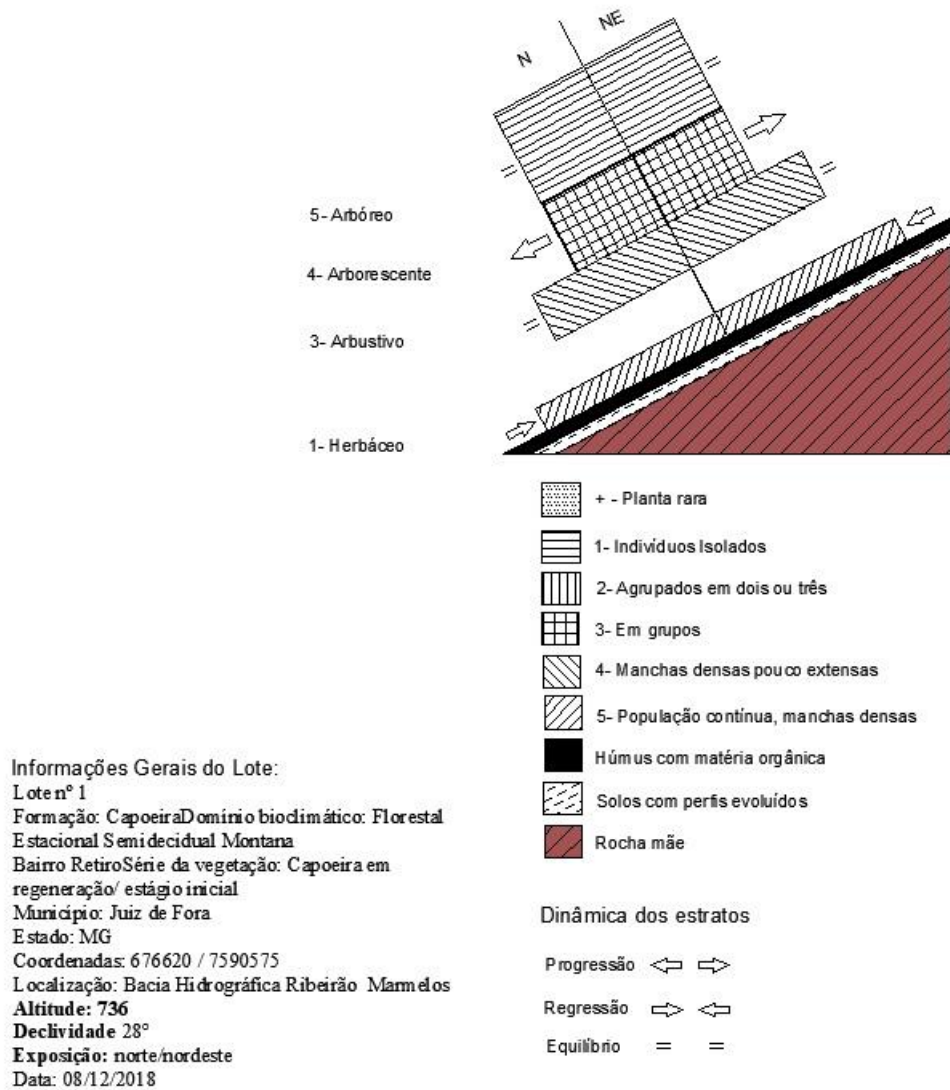 N
NE
=
=
=
=
5- Arbóreo
4- Arborescente
3- Arbustivo
1- Herbáceo
+ - Planta rara
1- Indivíduos Isolados
2- Agrupados em dois ou três
3- Em grupos
4- Manchas densas pouco extensas
5- População contínua, manchas densas
Húmus com matéria orgânica
Solos com perfis evoluídos
Rocha mãe
Informações Gerais do Lote:
Lote nº 1
Formação: CapoeiraDomínio bioclimático: Florestal
Estacional Semidecidual Montana
Bairro RetiroSérie da vegetação: Capoeira em
regeneração/ estágio inicial
Município: Juiz de Fora
Estado: MG
Coordenadas: 676620 / 7590575
Localização: Bacia Hidrográfica Ribeirão Marmelos
Altitude: 736
Declividade 28°
Exposição: norte/nordeste
Data: 08/12/2018
Dinâmica dos estratos
Progressão
Regressão
Equilíbrio = =